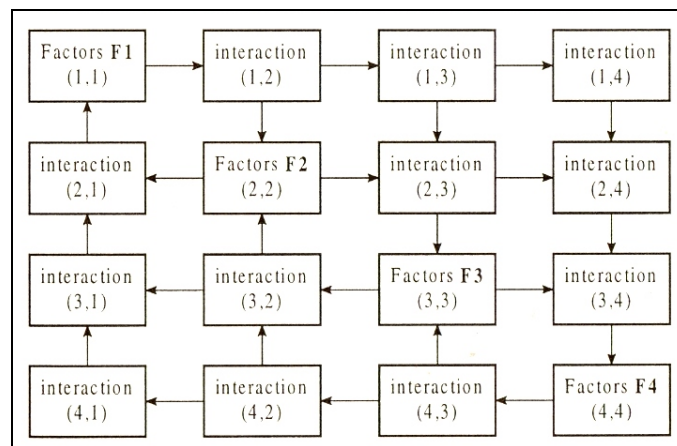 Factors F1
(1,1)
interaction
(1,2)
interaction
(1,3)
interaction
(1,4)
interaction
(2,1)
Factors F2
(2,2)
interaction
(2,3)
interaction
(2,4)
interaction
(3,1)
interaction
(3,2)
Factors F3
(3,3)
interaction
(3,4)
interaction
(4,1)
interaction
(4,2)
interaction
(4,3)
Factors F4
(4,4)